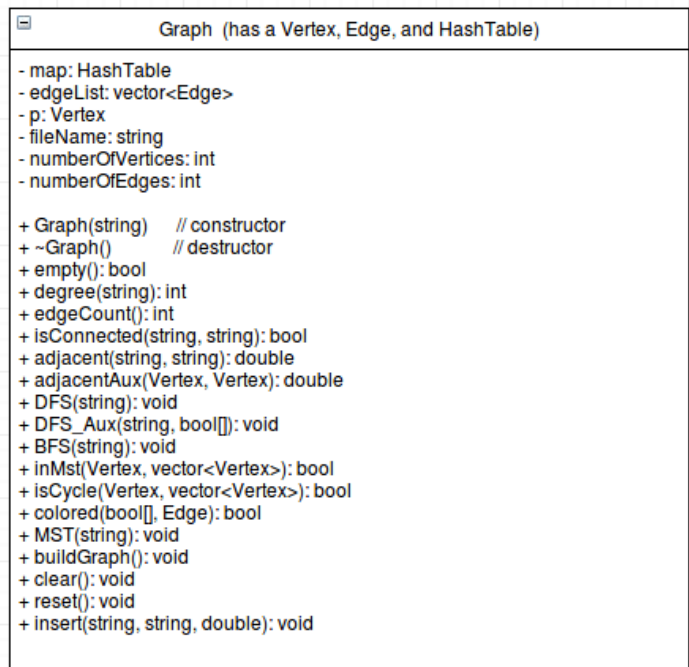 Graph (has a Vertex, Edge, and HashTable)
- map: HashTable
- edgeList: vector<Edge>
- p: Vertex
- fileName: string
- numberOfVertices: int
- numberOfEdges: int
+ Graph(string) // constructor
+ ~Graph() // destructor
+ empty(): bool
+ degree(string): int
+ edgeCount(): int
+ isConnected(string, string): bool
+ adjacent(string, string): double
+ adjacentAux(Vertex, Vertex): double
+ DFS(string): void
+ DFS_Aux(string, bool[]): void
+ BFS(string): void
+ inMst(Vertex, vector<Vertex>): bool
+ isCycle(Vertex, vector<Vertex>): bool
+ colored(bool[], Edge): bool
+ MST(string): void
+ buildGraph(): void
+ clear(): void
+ reset(): void
+ insert(string, string, double): void